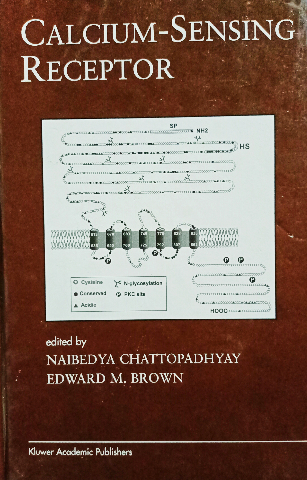 CALCIUM-SENSING
RECEPTOR
SP
NH2
HS
Cysteine
N-glycosylation
Conserved
PKC site
Acidic
P
P
P
P
P
HOOC
edited by
NAIBEDYA CHATTOPADHYAY
EDWARD M. BROWN
Kluwer Academic Publishers